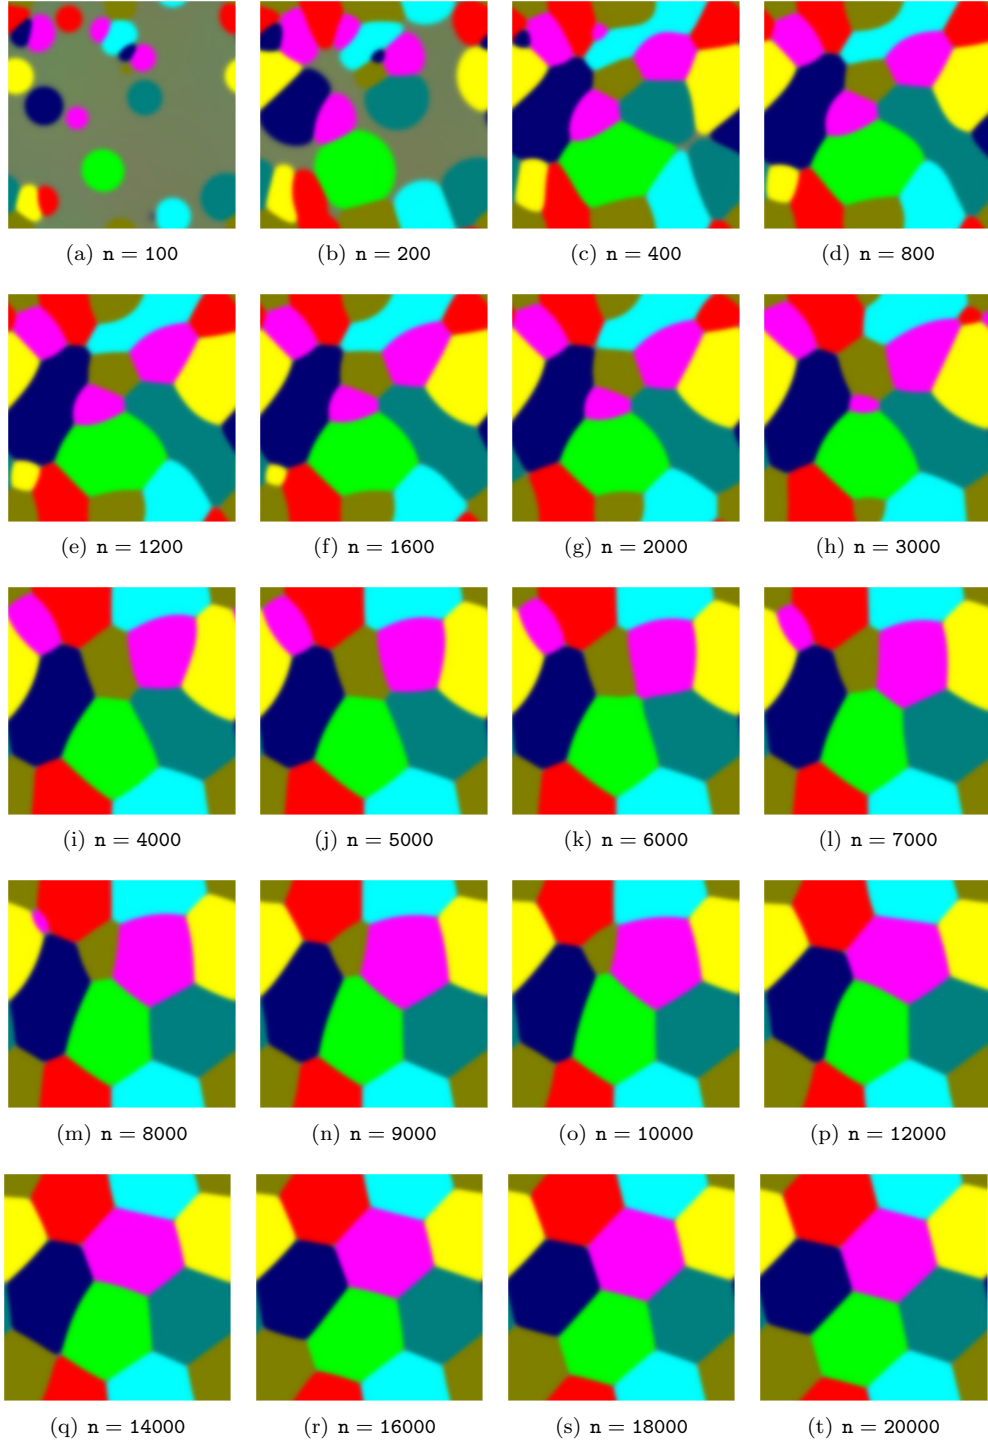 (a) n = 100 (b) n = 200 (c) n = 400 (d) n = 800
(e) n = 1200 (f) n = 1600 (g) n = 2000 (h) n = 3000
(i) n = 4000 (j) n = 5000 (k) n = 6000 (l) n = 7000
(m) n = 8000 (n) n = 9000 (o) n = 10000 (p) n = 12000
(q) n = 14000 (r) n = 16000 (s) n = 18000 (t) n = 20000